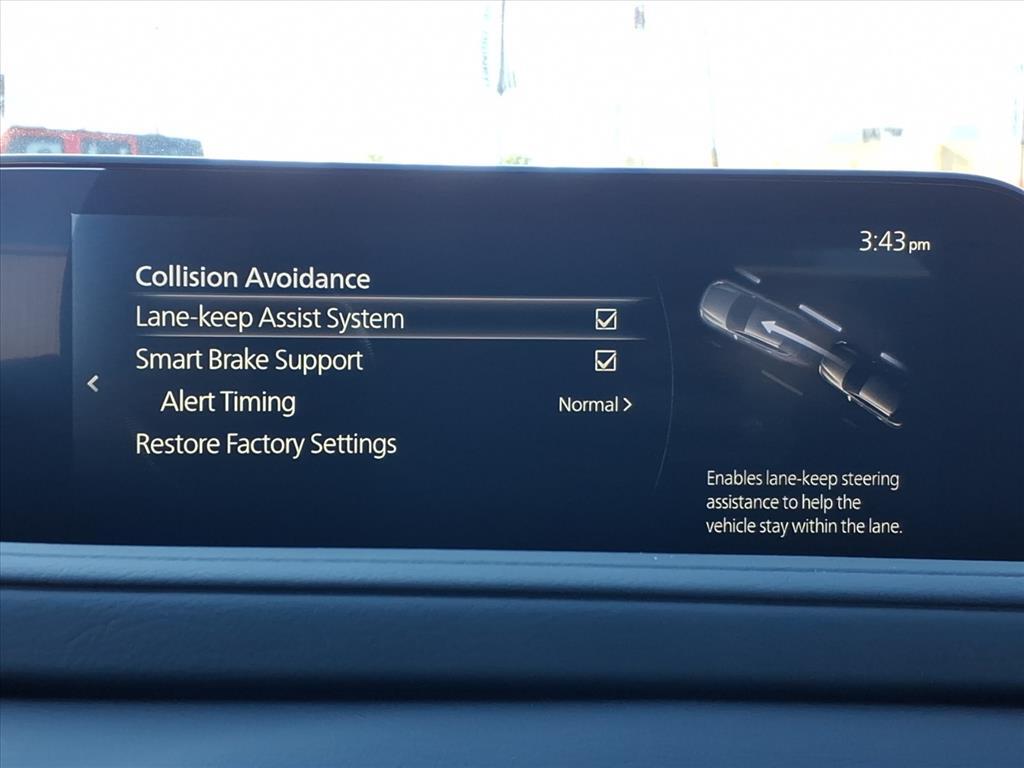 3:43pm
Collision Avoidance
Lane-keep Assist System
Smart Brake Support
Alert Timing
Normal
Restore Factory Settings
Enables lane-keep steering
assistance to help the
vehicle stay within the lane.